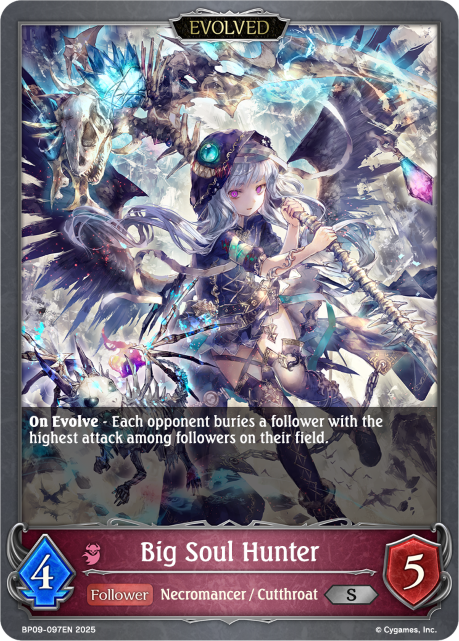 EVOLVED
On Evolve - Each opponent buries a follower with the
highest attack among followers on their field.
Big Soul Hunter
4
Follower Necromancer / Cutthroat S
5
BP09-097EN 2025 © Cygames, Inc.